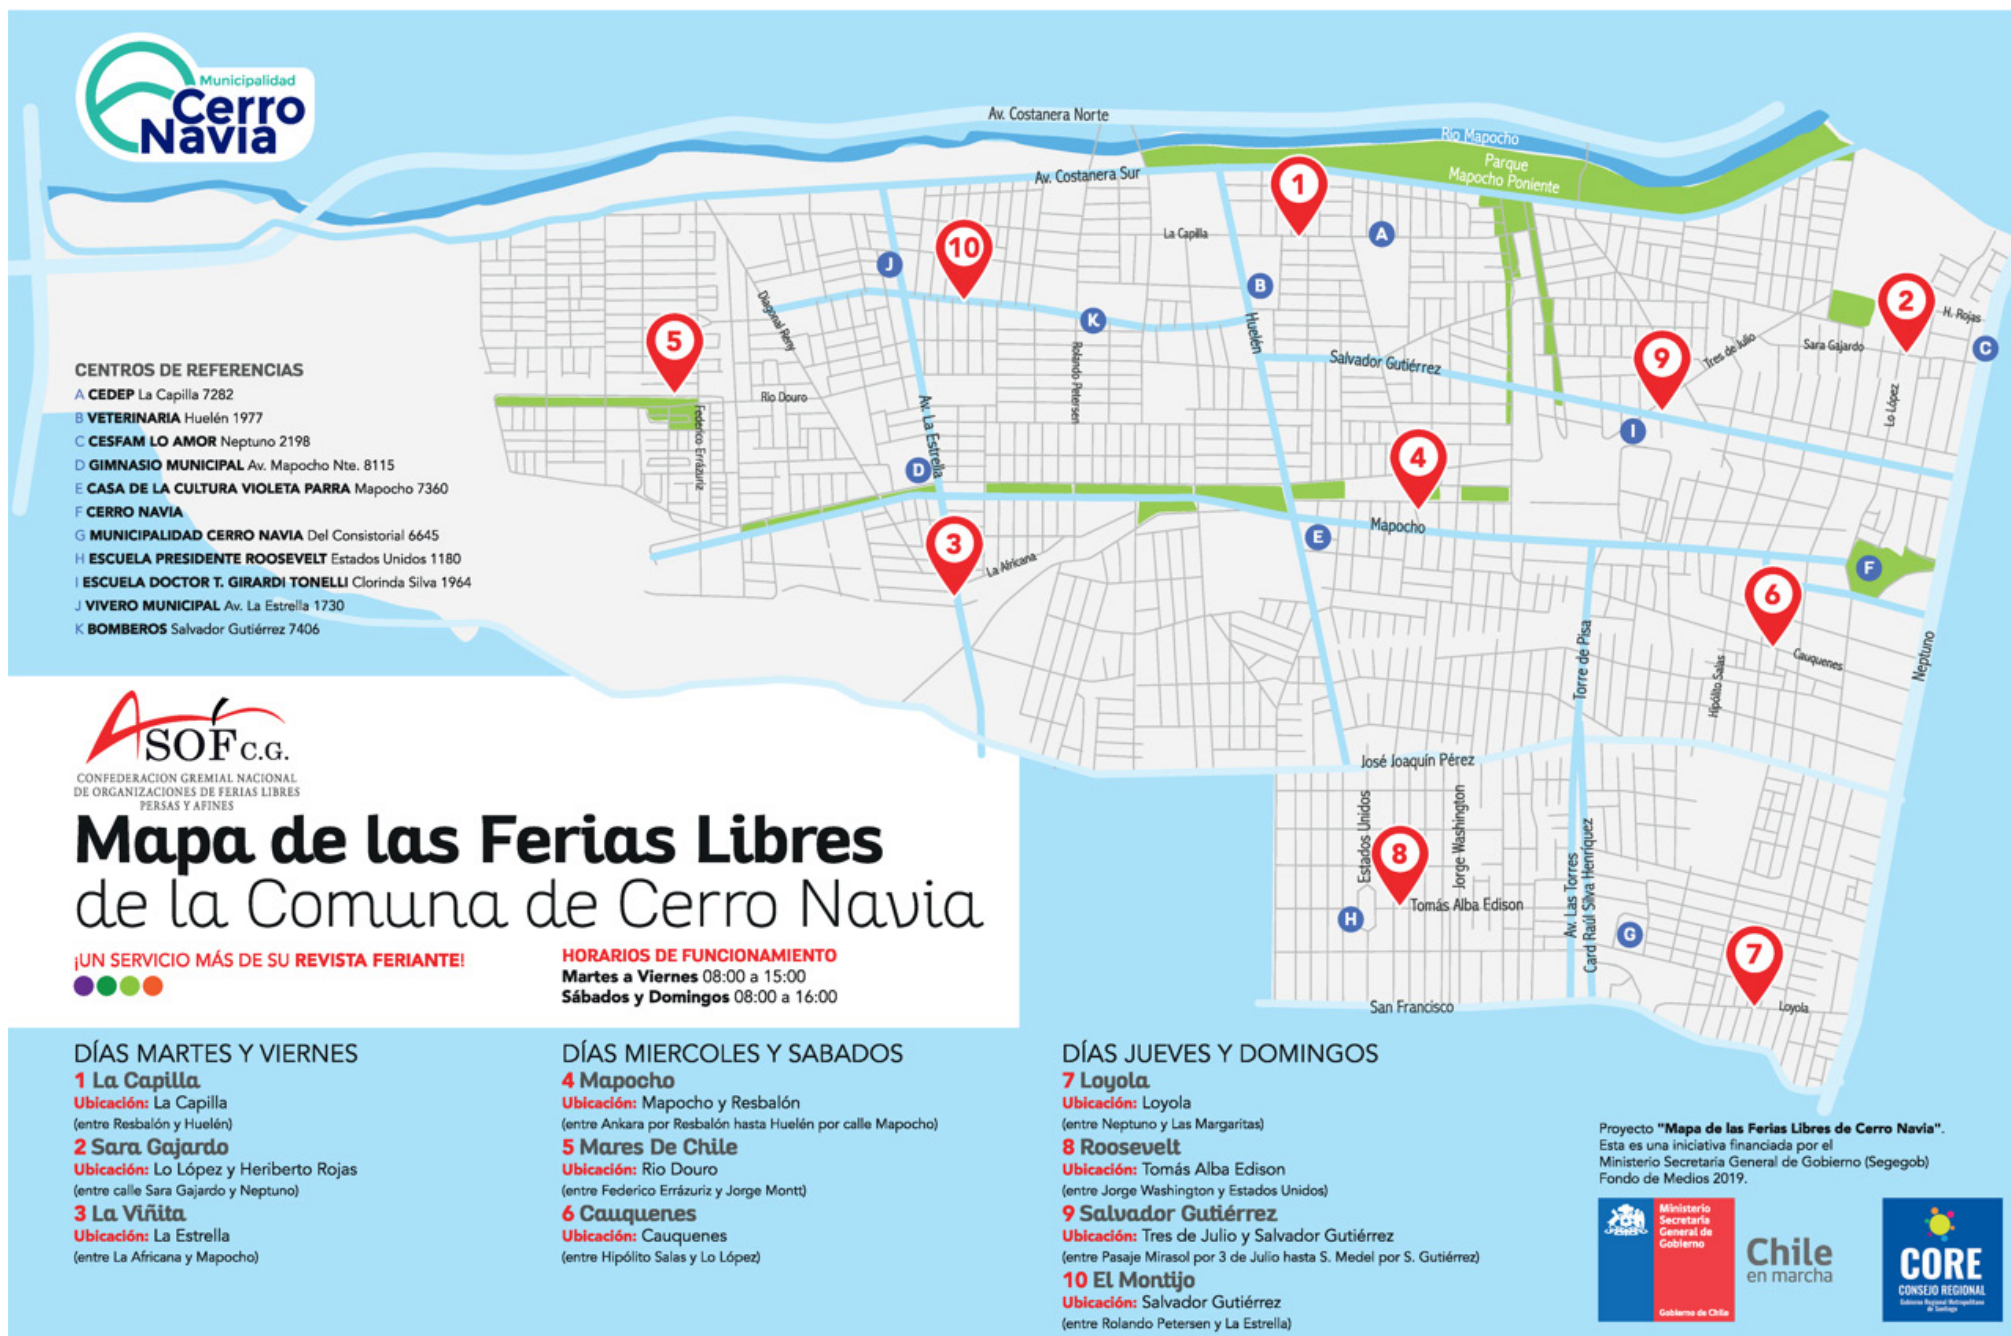 Municipalidad
Cerro
Navia
Av. Costanera Norte
Río Mapocho
Parque
Mapocho Poniente
Av. Costanera Sur
1
La Capilla
A
10
J
B
2
H. Rojas
K
Huelén
Diagonal Reny
5
Rolando Petersen
Salvador Gutiérrez
9
Tres de Julio
Sara Gajardo
C
Lo López
Rio Douro
Federico Errázuriz
Av. La Estrella
I
4
D
Mapocho
E
3
La Africana
F
6
Torre de Pisa
Cauquenes
Hipólito Salas
Neptuno
José Joaquín Pérez
Estados Unidos
Jorge Washington
8
Tomás Alba Edison
H
Av. Las Torres
Card Raúl Silva Henríquez
G
7
Loyola
San Francisco
CENTROS DE REFERENCIAS
A CEDEP La Capilla 7282
B VETERINARIA Huelén 1977
C CESFAM LO AMOR Neptuno 2198
D GIMNASIO MUNICIPAL Av. Mapocho Nte. 8115
E CASA DE LA CULTURA VIOLETA PARRA Mapocho 7360
F CERRO NAVIA
G MUNICIPALIDAD CERRO NAVIA Del Consistorial 6645
H ESCUELA PRESIDENTE ROOSEVELT Estados Unidos 1180
I ESCUELA DOCTOR T. GIRARDI TONELLI Clorinda Silva 1964
J VIVERO MUNICIPAL Av. La Estrella 1730
K BOMBEROS Salvador Gutiérrez 7406
ASOF C.G.
CONFEDERACION GREMIAL NACIONAL
DE ORGANIZACIONES DE FERIAS LIBRES
PERSAS Y AFINES
Mapa de las Ferias Libres
de la Comuna de Cerro Navia
¡UN SERVICIO MÁS DE SU REVISTA FERIANTE!
HORARIOS DE FUNCIONAMIENTO
Martes a Viernes 08:00 a 15:00
Sábados y Domingos 08:00 a 16:00
DÍAS MARTES Y VIERNES
1 La Capilla
Ubicación: La Capilla
(entre Resbalón y Huelén)
2 Sara Gajardo
Ubicación: Lo López y Heriberto Rojas
(entre calle Sara Gajardo y Neptuno)
3 La Viñita
Ubicación: La Estrella
(entre La Africana y Mapocho)
DÍAS MIERCOLES Y SABADOS
4 Mapocho
Ubicación: Mapocho y Resbalón
(entre Ankara por Resbalón hasta Huelén por calle Mapocho)
5 Mares De Chile
Ubicación: Rio Douro
(entre Federico Errázuriz y Jorge Montt)
6 Cauquenes
Ubicación: Cauquenes
(entre Hipólito Salas y Lo López)
DÍAS JUEVES Y DOMINGOS
7 Loyola
Ubicación: Loyola
(entre Neptuno y Las Margaritas)
8 Roosevelt
Ubicación: Tomás Alba Edison
(entre Jorge Washington y Estados Unidos)
9 Salvador Gutiérrez
Ubicación: Tres de Julio y Salvador Gutiérrez
(entre Pasaje Mirasol por 3 de Julio hasta S. Medel por S. Gutiérrez)
10 El Montijo
Ubicación: Salvador Gutiérrez
(entre Rolando Petersen y La Estrella)
Proyecto "Mapa de las Ferias Libres de Cerro Navia".
Esta es una iniciativa financiada por el
Ministerio Secretaria General de Gobierno (Segegob)
Fondo de Medios 2019.
Ministerio
Secretaría
General de
Gobierno
Gobierno de Chile
Chile
en marcha
CORE
CONSEJO REGIONAL
Gobierno Regional Metropolitano
de Santiago